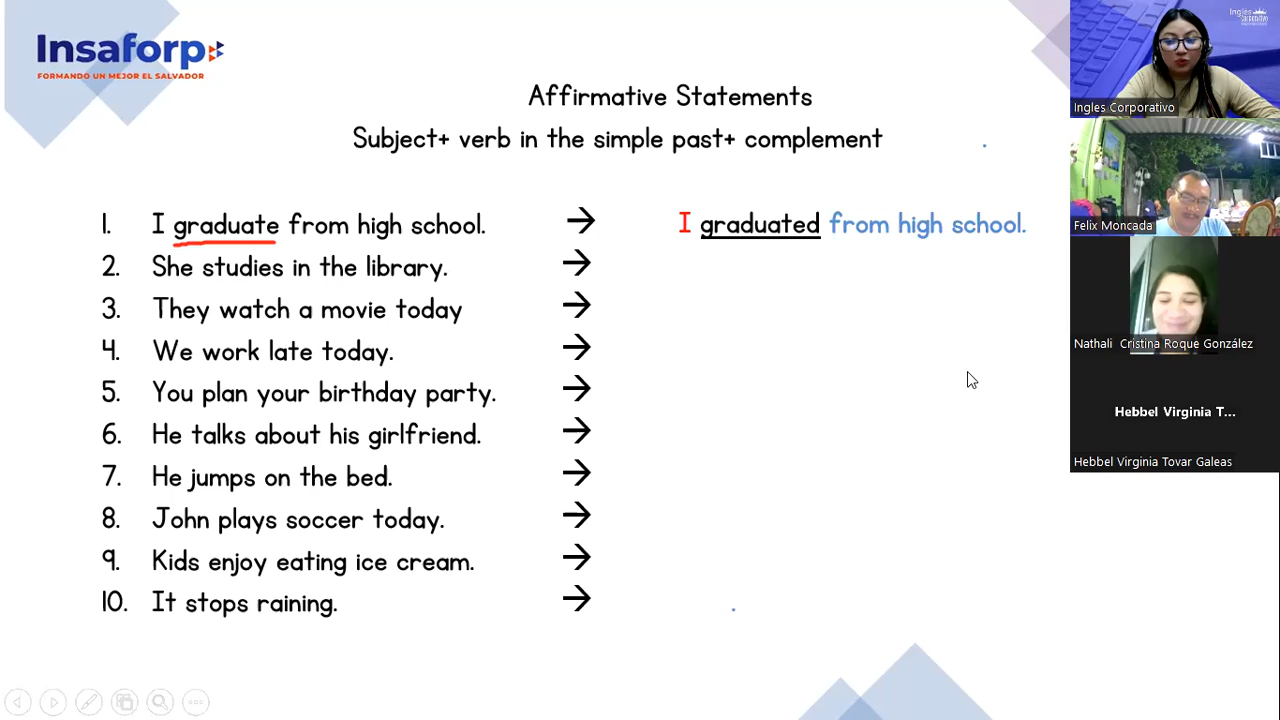 Insaforp
FORMANDO UN MEJOR EL SALVADOR
Affirmative Statements
Subject+ verb in the simple past+ complement
1. I graduate from high school. → I graduated from high school.
2. She studies in the library. →
3. They watch a movie today →
4. We work late today. →
5. You plan your birthday party. →
6. He talks about his girlfriend. →
7. He jumps on the bed. →
8. John plays soccer today. →
9. Kids enjoy eating ice cream. →
10. It stops raining. →
Ingles Corporativo
Ingles Corporativo
Felix Moncada
Nathali Cristina Roque González
Hebbel Virginia T...
Hebbel Virginia Tovar Galeas